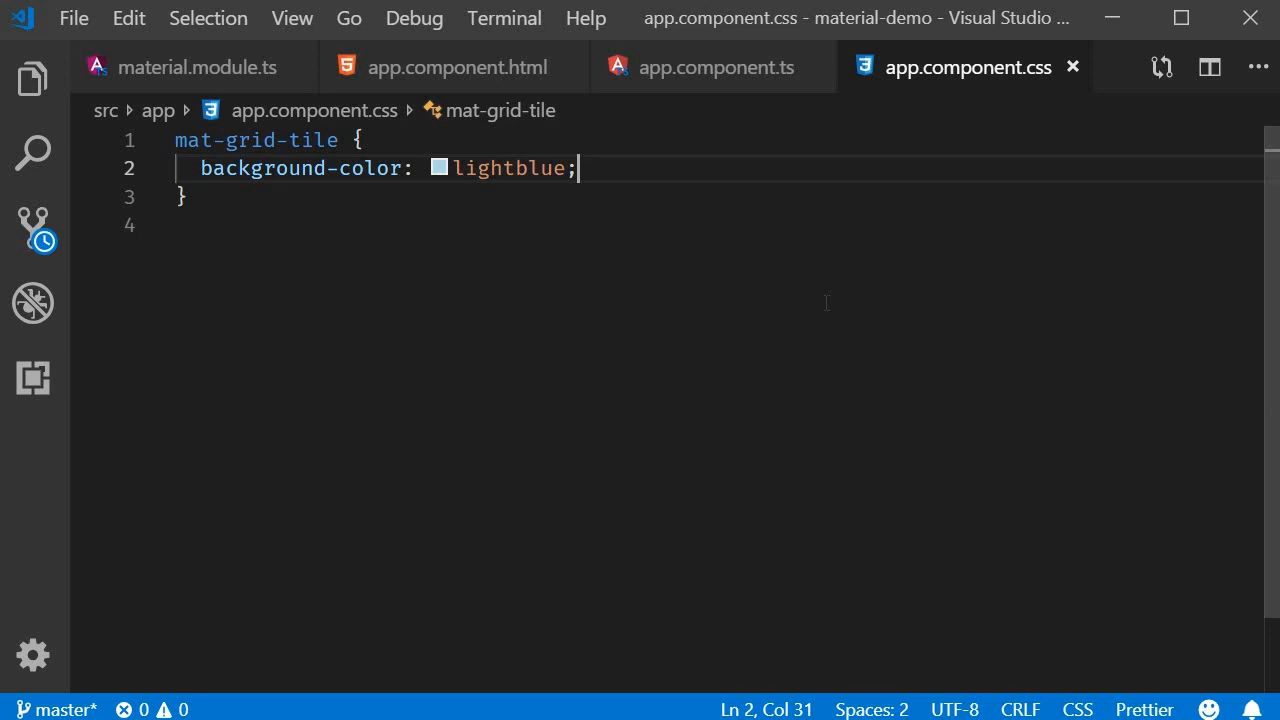 File Edit Selection View Go Debug Terminal Help app.component.css - material-demo - Visual Studio ...
material.module.ts app.component.html app.component.ts app.component.css
src app app.component.css mat-grid-tile
1 mat-grid-tile {
2 background-color: lightblue;
3 }
4
master* 0 0 Ln 2, Col 31 Spaces: 2 UTF-8 CRLF CSS Prettier